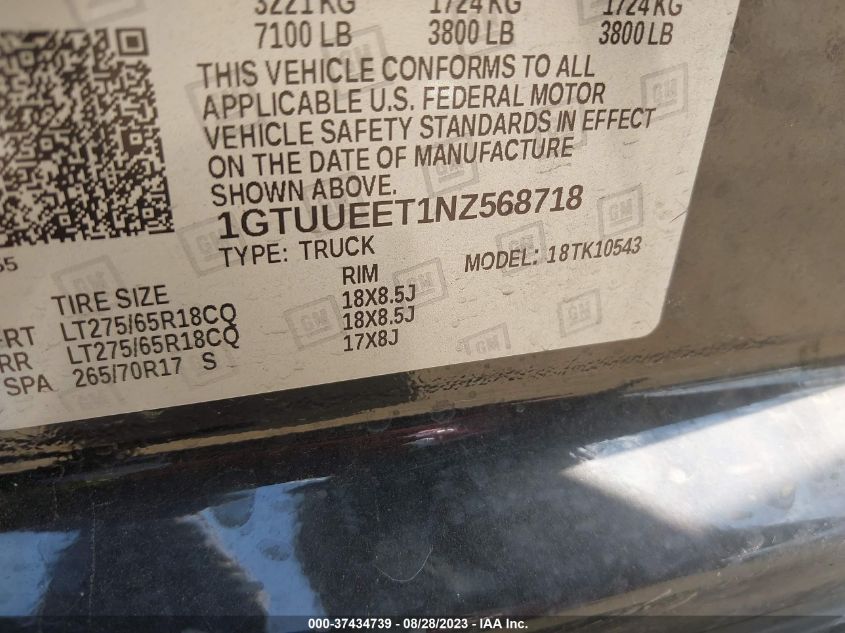 3221 KG 1724 KG 1724 KG
7100 LB 3800 LB 3800 LB
THIS VEHICLE CONFORMS TO ALL
APPLICABLE U.S. FEDERAL MOTOR
VEHICLE SAFETY STANDARDS IN EFFECT
ON THE DATE OF MANUFACTURE
SHOWN ABOVE.
1GTUUEET1NZ568718
TYPE: TRUCK MODEL: 18TK10543
TIRE SIZE RIM
FRT LT275/65R18CQ 18X8.5J
RR LT275/65R18CQ 18X8.5J
SPA 265/70R17 S 17X8J
GM
000-37434739 - 08/28/2023 - IAA Inc.